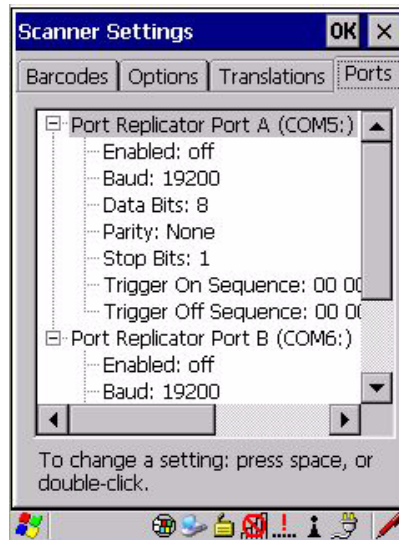 Scanner Settings OK ×
Barcodes Options Translations Ports
Port Replicator Port A (COM5:)
Enabled: off
Baud: 19200
Data Bits: 8
Parity: None
Stop Bits: 1
Trigger On Sequence: 00 00
Trigger Off Sequence: 00 00
Port Replicator Port B (COM6:)
Enabled: off
Baud: 19200
To change a setting: press space, or
double-click.